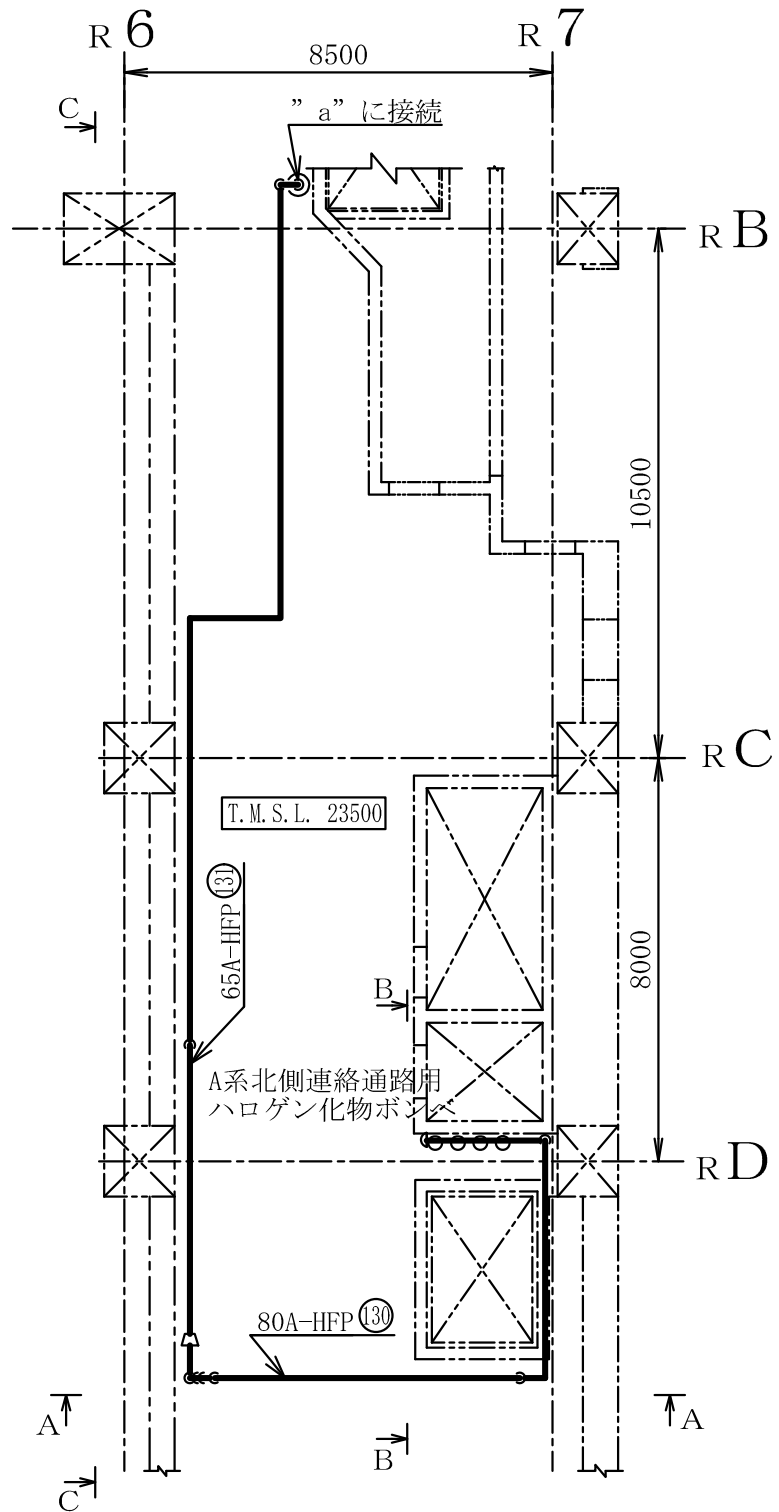 R 6
R 7
8500
C
”a”に接続
R B
10500
R C
T.M.S.L. 23500
65A-HFP 131
8000
B
A系北側連絡通路用
ハロゲン化物ボンベ
R D
80A-HFP 130
A
A
B
C